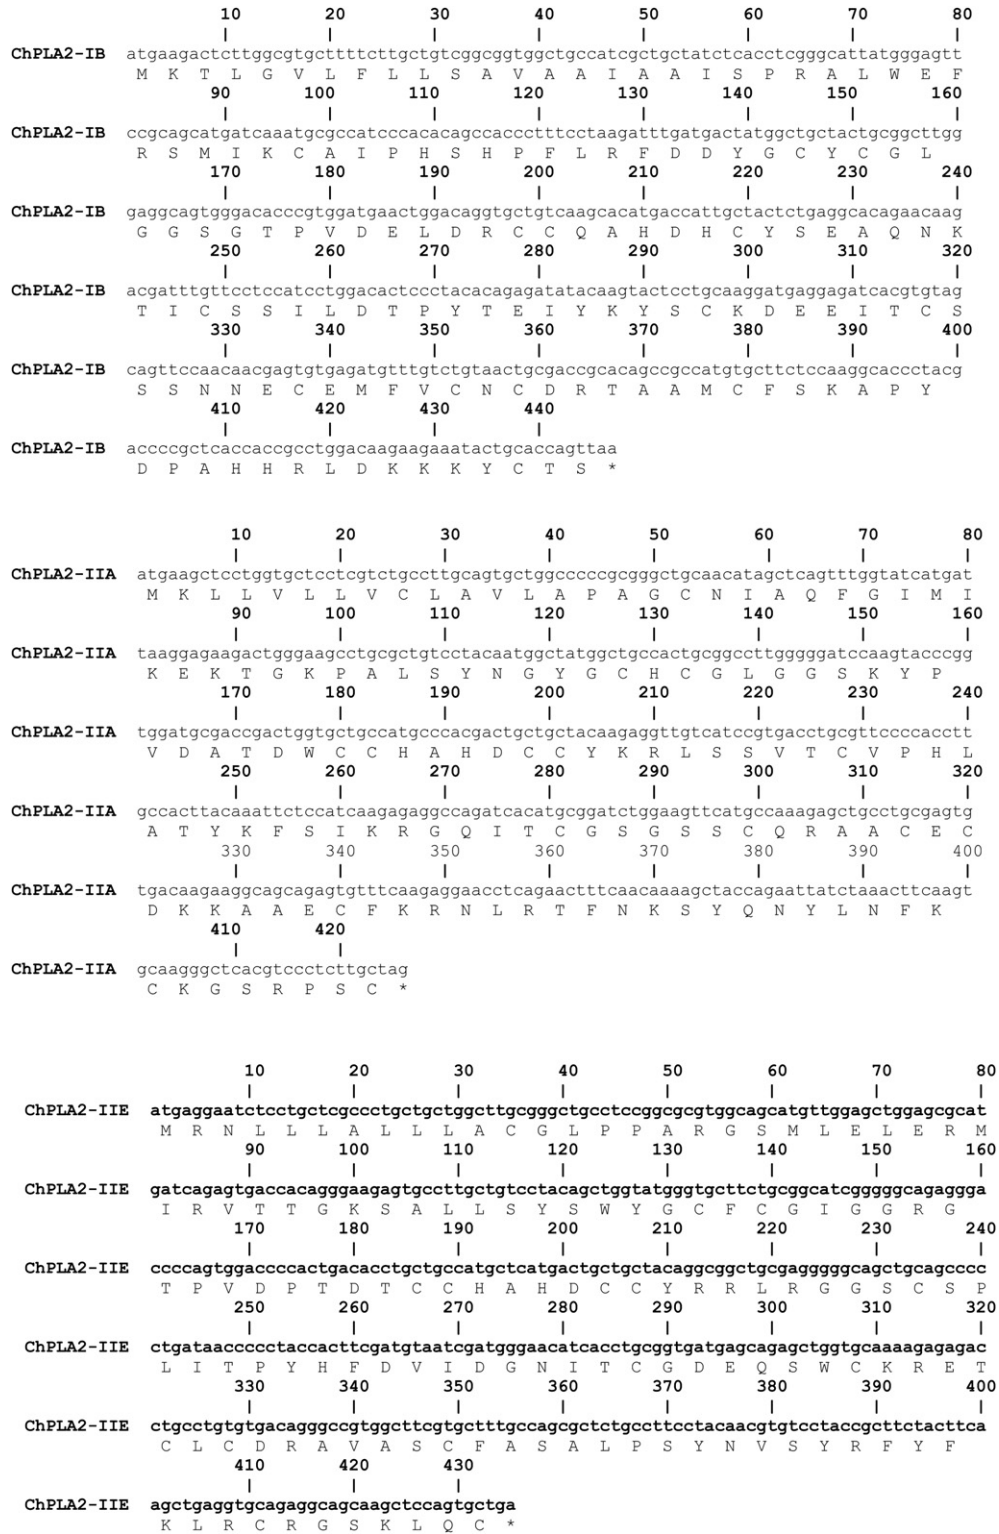 10 20 30 40 50 60 70 80
ChPLA2-IB atgaagactcttggcgtgcttttcttgctgtcggcggtggctgccatcgctgctatctcacctcgggcattatgggagtt
M K T L G V L F L L S A V A A I A A I S P R A L W E F
90 100 110 120 130 140 150 160
ChPLA2-IB ccgcagcatgatcaaatgcgccatcccacacagccaccctttcctaagatttgatgactatggctgctactgcggcttgg
R S M I K C A I P H S H P F L R F D D Y G C Y C G L
170 180 190 200 210 220 230 240
ChPLA2-IB gaggcagtgggacacccgtggatgaactggacaggtgctgtcaagcacatgaccattgctactctgaggcacagaacaag
G G S G T P V D E L D R C C Q A H D H C Y S E A Q N K
250 260 270 280 290 300 310 320
ChPLA2-IB acgatttgttcctccatcctggacactccctacacagagatatacaagtactcctgcaaggatgaggagatcacgtgtag
T I C S S I L D T P Y T E I Y K Y S C K D E E I T C S
330 340 350 360 370 380 390 400
ChPLA2-IB cagttccaacaacgagtgtgagatgtttgtctgtaactgcgaccgcacagccgccatgtgcttctccaaggcaccctacg
S S N N E C E M F V C N C D R T A A M C F S K A P Y
410 420 430 440
ChPLA2-IB accccgctcaccaccgcctggacaagaagaaatactgcaccagttaa
D P A H H R L D K K K Y C T S *
10 20 30 40 50 60 70 80
ChPLA2-IIA atgaagctcctggtgctcctcgtctgccttgcagtgctggcccccgcgggctgcaacatagctcagtttggtatcatgat
M K L L V L L V C L A V L A P A G C N I A Q F G I M I
90 100 110 120 130 140 150 160
ChPLA2-IIA taaggagaagactgggaagcctgcgctgtcctacaatggctatggctgccactgcggccttgggggatccaagtacccgg
K E K T G K P A L S Y N G Y G C H C G L G G S K Y P
170 180 190 200 210 220 230 240
ChPLA2-IIA tggatgcgaccgactggtgctgccatgcccacgactgctgctacaagaggttgtcatccgtgacctgcgttccccacctt
V D A T D W C C H A H D C C Y K R L S S V T C V P H L
250 260 270 280 290 300 310 320
ChPLA2-IIA gccacttacaaattctccatcaagagaggccagatcacatgcggatctggaagttcatgccaaagagctgcctgcgagtg
A T Y K F S I K R G Q I T C G S G S S C Q R A A C E C
330 340 350 360 370 380 390 400
ChPLA2-IIA tgacaagaaggcagcagagtgtttcaagaggaacctcagaactttcaacaaaagctaccagaattatctaaacttcaagt
D K K A A E C F K R N L R T F N K S Y Q N Y L N F K
410 420
ChPLA2-IIA gcaagggctcacgtccctcttgctag
C K G S R P S C *
10 20 30 40 50 60 70 80
ChPLA2-IIE atgaggaatctcctgctcgccctgctgctggcttgcgggctgcctccggcgcgtggcagcatgttggagctggagcgcat
M R N L L L A L L L A C G L P P A R G S M L E L E R M
90 100 110 120 130 140 150 160
ChPLA2-IIE gatcagagtgaccacagggaagagtgccttgctgtcctacagctggtatgggtgcttctgcggcatcgggggcagaggga
I R V T T G K S A L L S Y S W Y G C F C G I G G R G
170 180 190 200 210 220 230 240
ChPLA2-IIE ccccagtggaccccactgacacctgctgccatgctcatgactgctgctacaggcggctgcgagggggcagctgcagcccc
T P V D P T D T C C H A H D C C Y R R L R G G S C S P
250 260 270 280 290 300 310 320
ChPLA2-IIE ctgataaccccctaccacttcgatgtaatcgatgggaacatcacctgcggtgatgagcagagctggtgcaaaagagagac
L I T P Y H F D V I D G N I T C G D E Q S W C K R E T
330 340 350 360 370 380 390 400
ChPLA2-IIE ctgcctgtgtgacagggccgtggcttcgtgctttgccagcgctctgccttcctacaacgtgtcctaccgcttctacttca
C L C D R A V A S C F A S A L P S Y N V S Y R F Y F
410 420 430
ChPLA2-IIE agctgaggtgcagaggcagcaagctccagtgctga
K L R C R G S K L Q C *